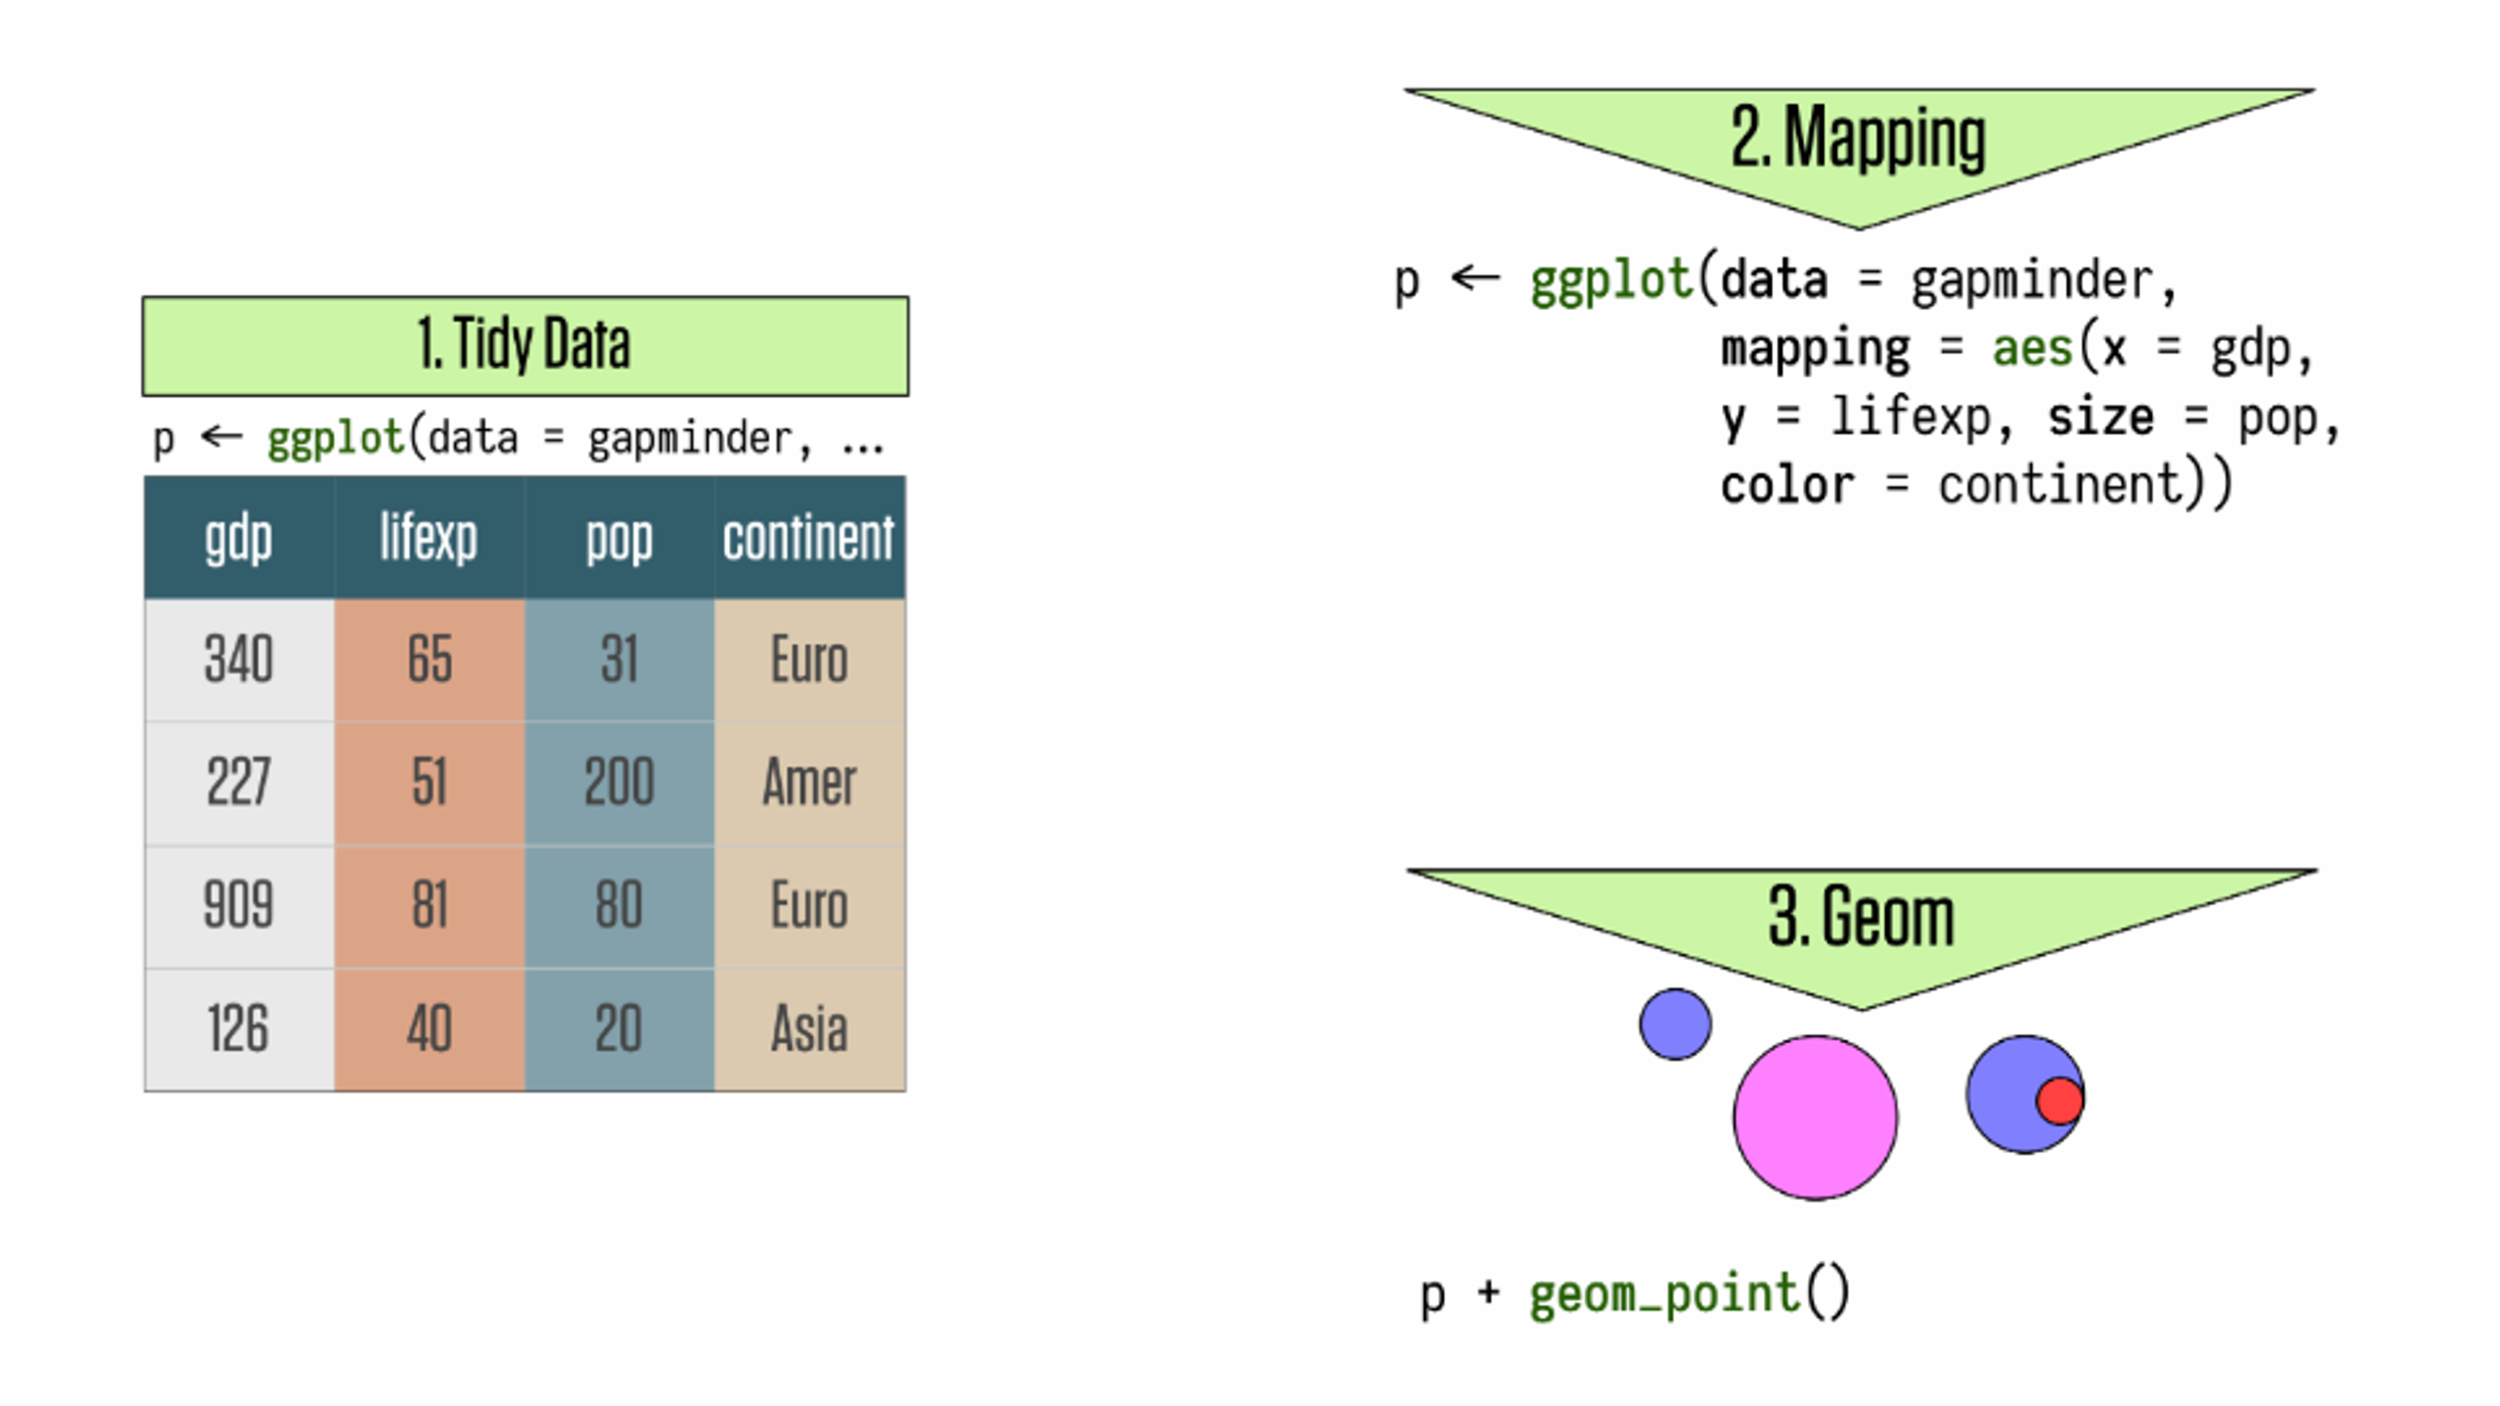 1. Tidy Data
p ← ggplot(data = gapminder, ...
gdp lifexp pop continent
340 65 31 Euro
227 51 200 Amer
909 81 80 Euro
126 40 20 Asia
2. Mapping
p ← ggplot(data = gapminder,
mapping = aes(x = gdp,
y = lifexp, size = pop,
color = continent))
3. Geom
p + geom_point()